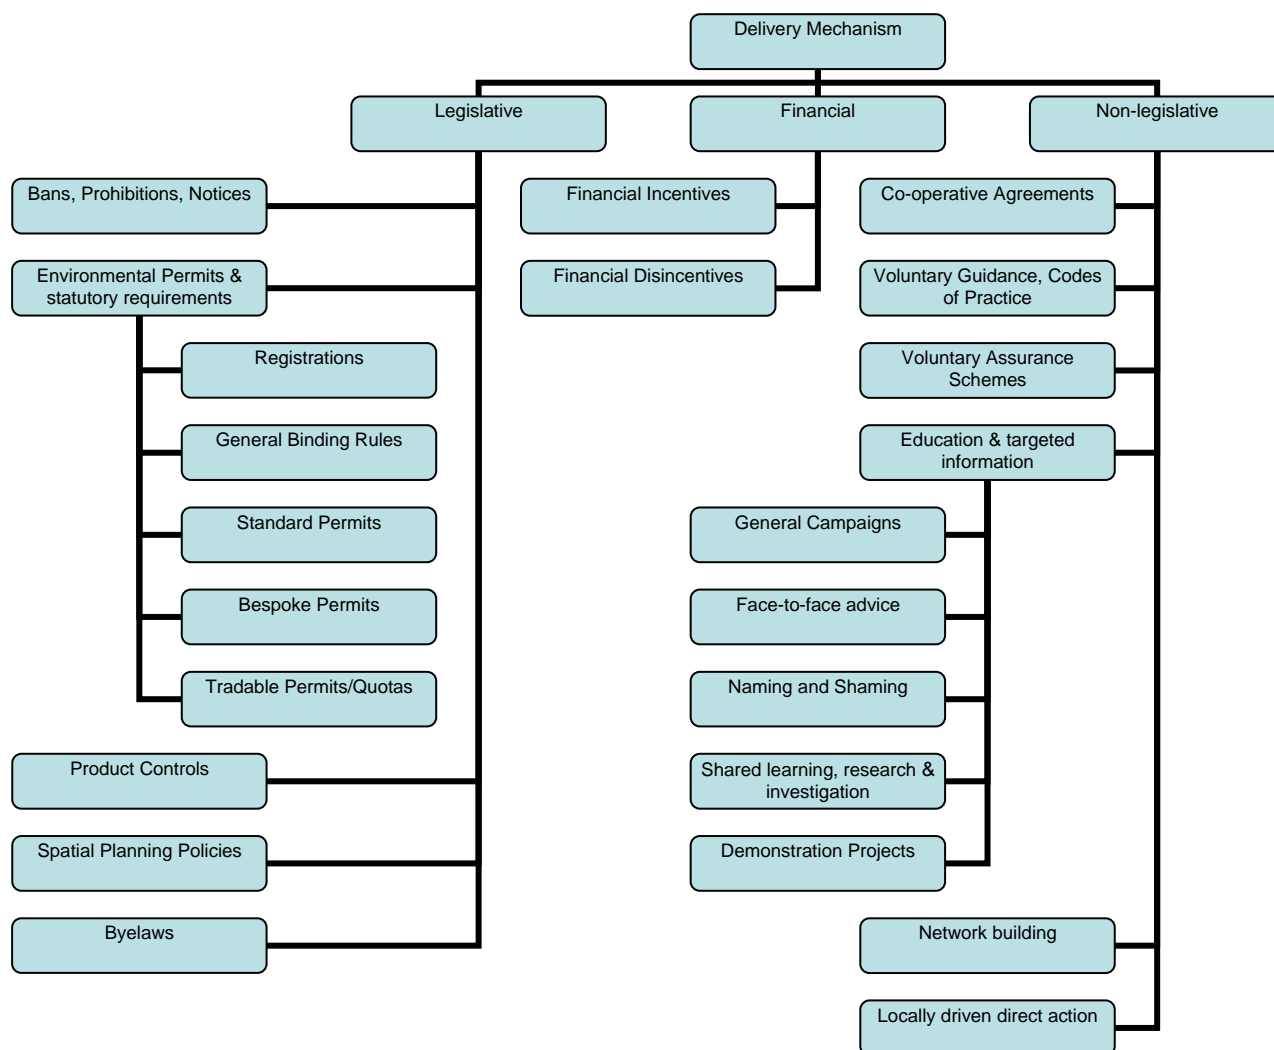 Delivery Mechanism
Legislative
Financial
Non-legislative
Bans, Prohibitions, Notices
Financial Incentives
Co-operative Agreements
Environmental Permits &
statutory requirements
Financial Disincentives
Voluntary Guidance, Codes
of Practice
Registrations
Voluntary Assurance
Schemes
General Binding Rules
Education & targeted
information
Standard Permits
General Campaigns
Bespoke Permits
Face-to-face advice
Tradable Permits/Quotas
Naming and Shaming
Product Controls
Shared learning, research &
investigation
Spatial Planning Policies
Demonstration Projects
Byelaws
Network building
Locally driven direct action